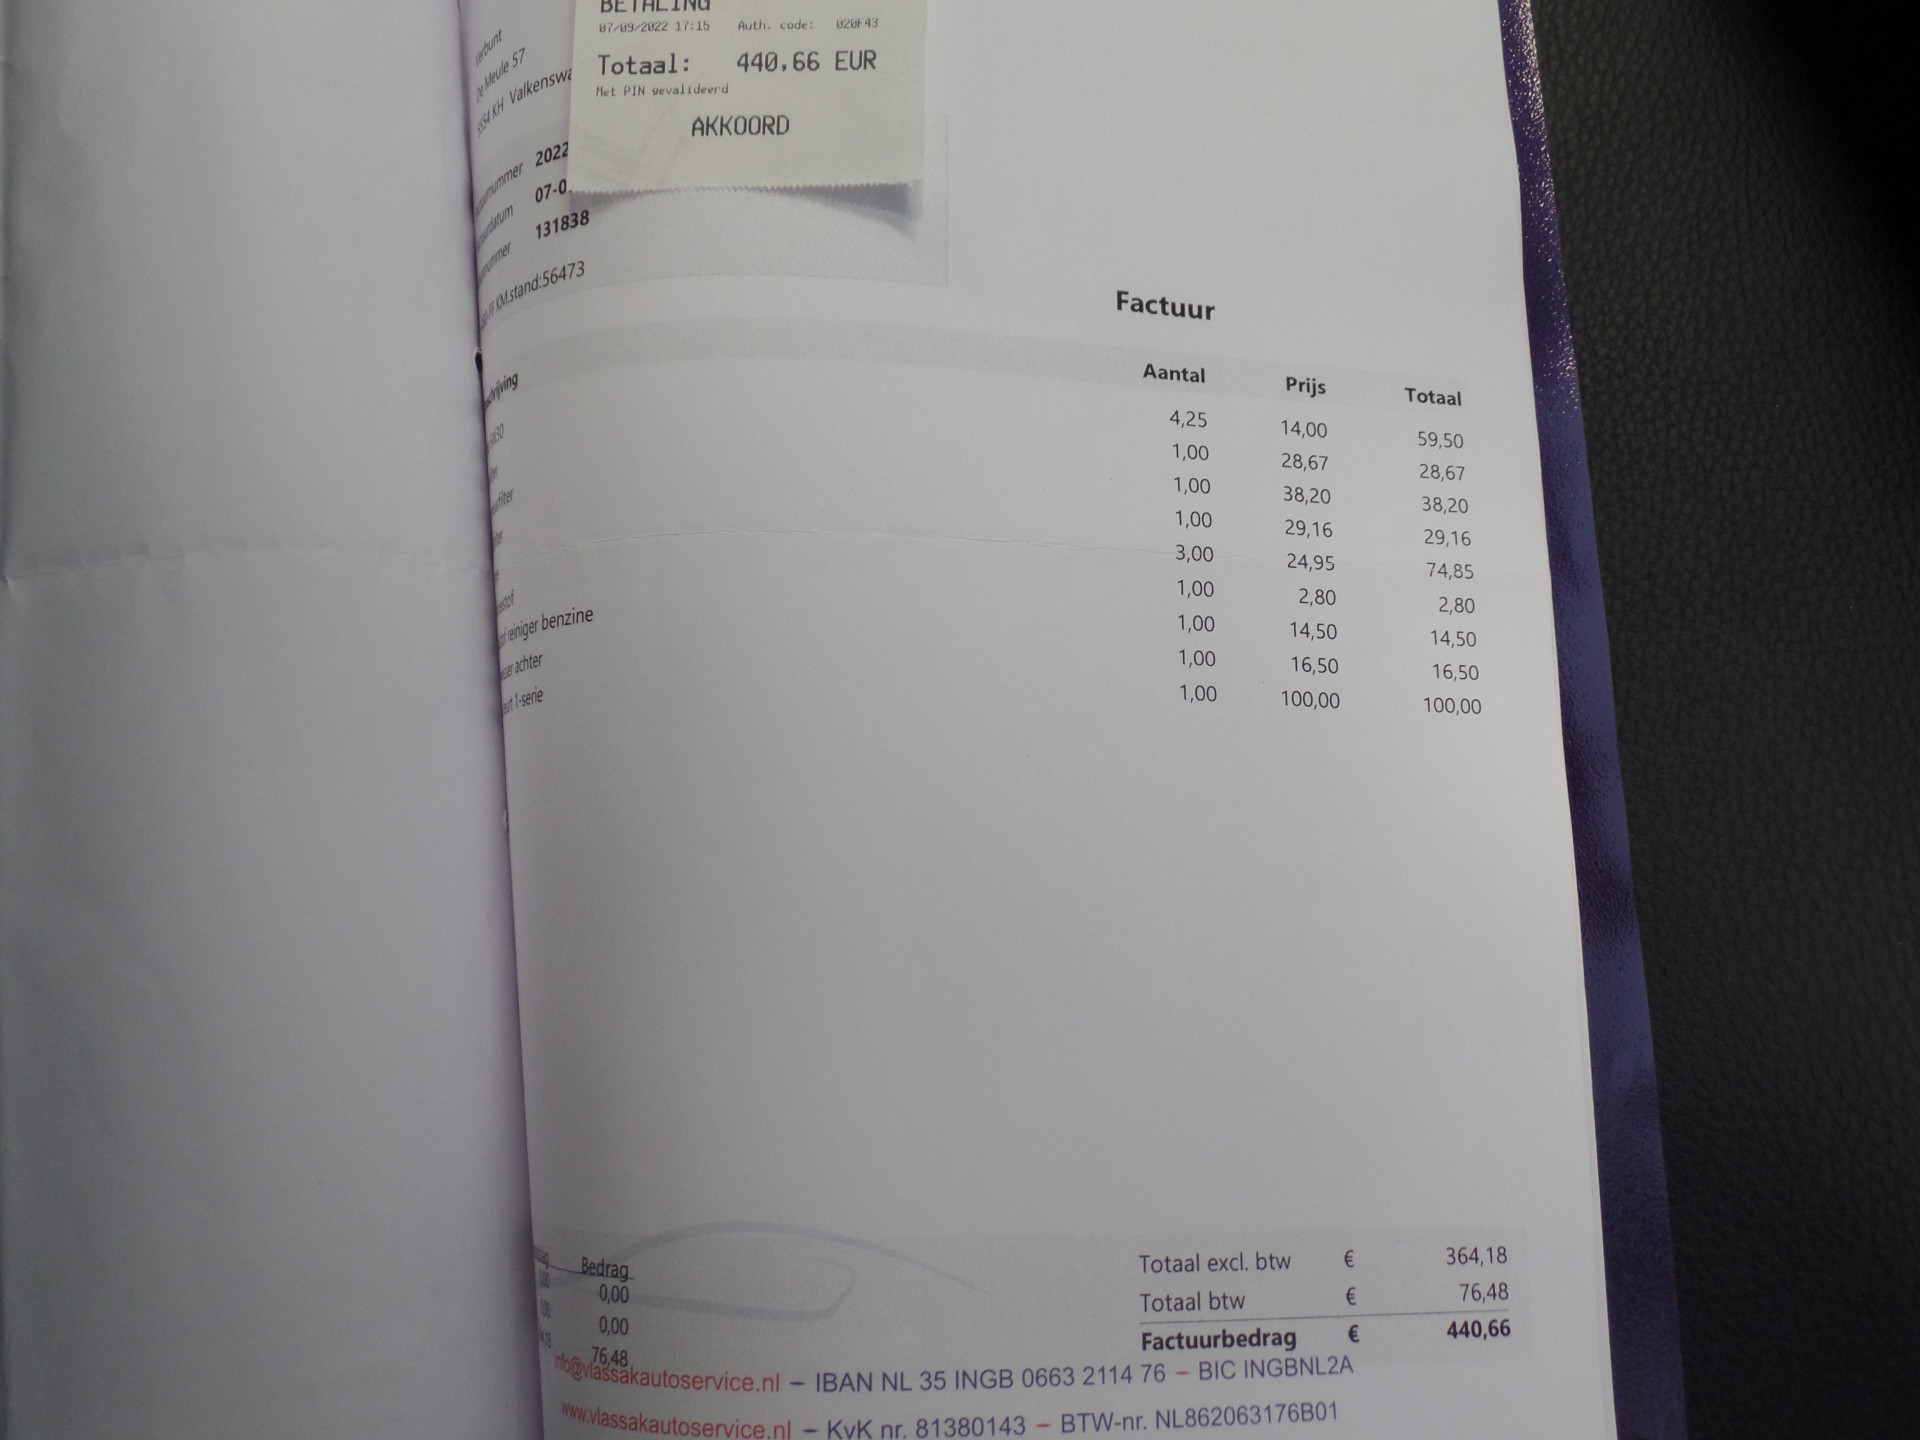 BETALING
07/09/2022 17:15 Auth. code: 020F43
Totaal: 440,66 EUR
Met PIN gevalideerd
AKKOORD
De Meule 57
5554 KH Valkenswa
2022
07-0
131838
KM.stand:56473
Factuur
Aantal Prijs Totaal
4,25 14,00 59,50
1,00 28,67 28,67
1,00 38,20 38,20
1,00 29,16 29,16
3,00 24,95 74,85
1,00 2,80 2,80
reiniger benzine 1,00 14,50 14,50
achter 1,00 16,50 16,50
1-serie 1,00 100,00 100,00
Bedrag
0,00
0,00
76,48
Totaal excl. btw € 364,18
Totaal btw € 76,48
Factuurbedrag € 440,66
info@vlassakautoservice.nl – IBAN NL 35 INGB 0663 2114 76 – BIC INGBNL2A
www.vlassakautoservice.nl – KvK nr. 81380143 – BTW-nr. NL862063176B01